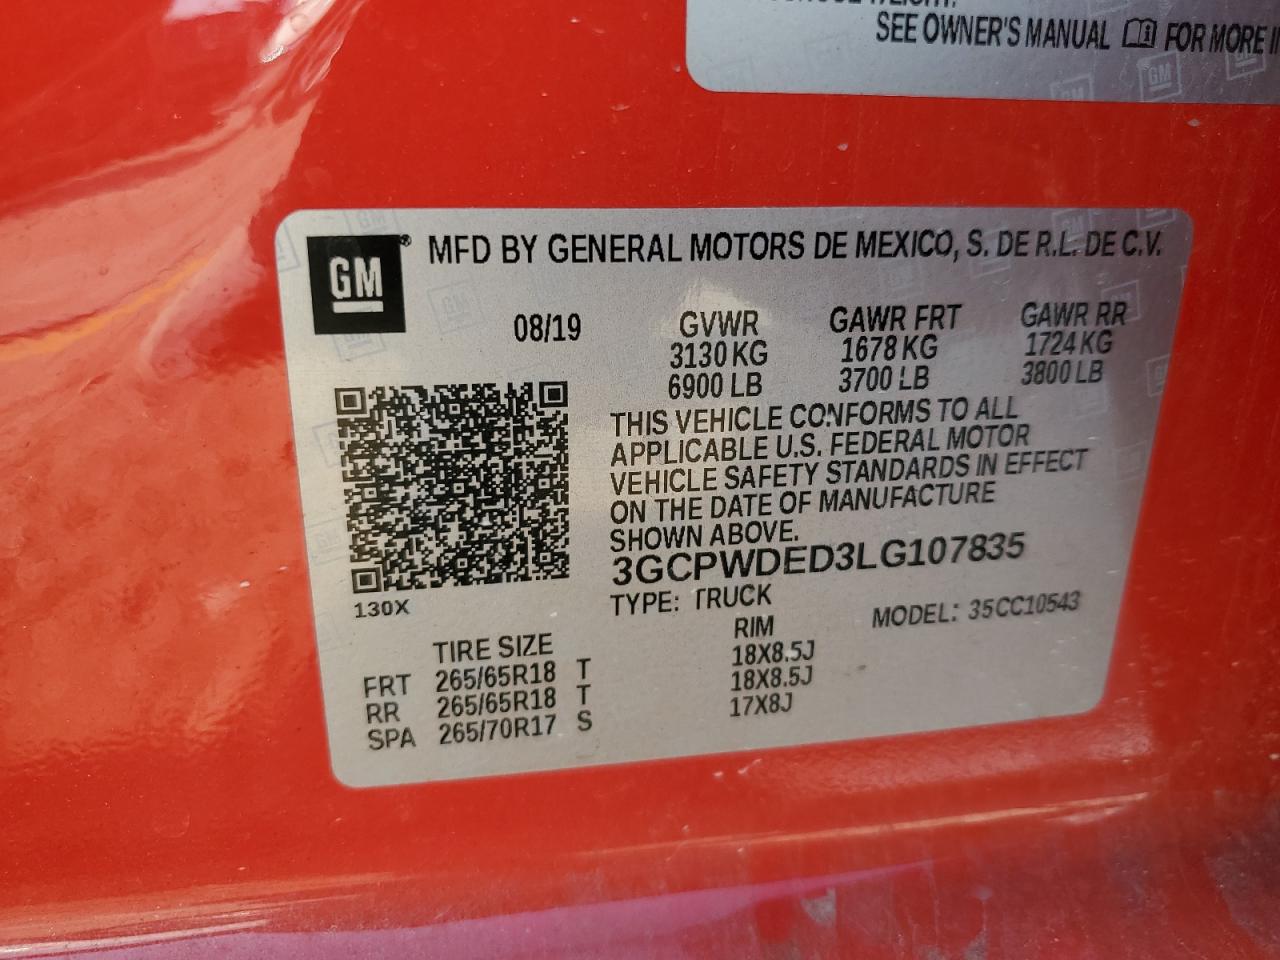 SEE OWNER'S MANUAL FOR MORE
GM® MFD BY GENERAL MOTORS DE MEXICO, S. DE R.L. DE C.V.
08/19 GVWR GAWR FRT GAWR RR
3130 KG 1678 KG 1724 KG
6900 LB 3700 LB 3800 LB
THIS VEHICLE CONFORMS TO ALL
APPLICABLE U.S. FEDERAL MOTOR
VEHICLE SAFETY STANDARDS IN EFFECT
ON THE DATE OF MANUFACTURE
SHOWN ABOVE.
3GCPWDED3LG107835
130X
TYPE: TRUCK MODEL: 35CC10543
TIRE SIZE RIM
FRT 265/65R18 T 18X8.5J
RR 265/65R18 T 18X8.5J
SPA 265/70R17 S 17X8J